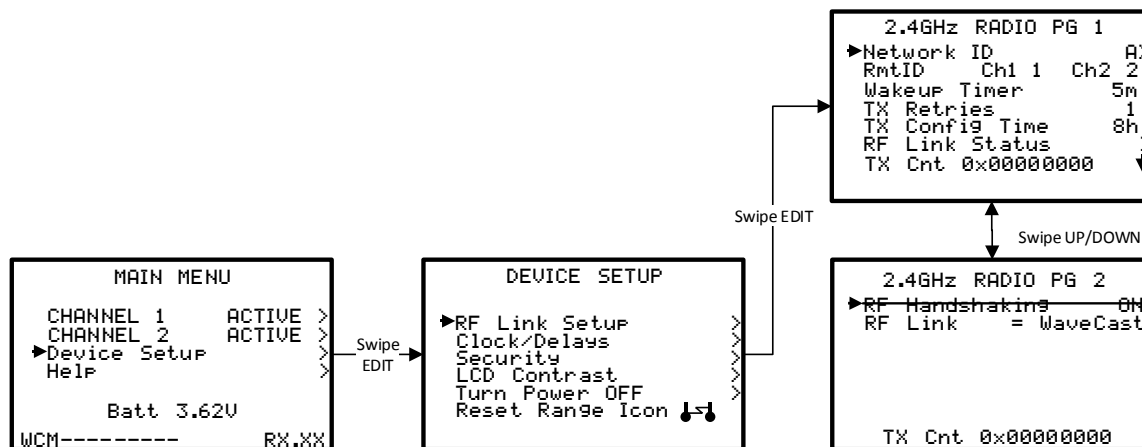 2.4GHz RADIO PG 1
Network ID
RmtID Ch1 1 Ch2 2
Wakeup Timer 5m
TX Retries 1
TX Config Time 8h
RF Link Status
TX Cnt 0x00000000
Swipe EDIT
Swipe UP/DOWN
MAIN MENU
CHANNEL 1 ACTIVE >
CHANNEL 2 ACTIVE >
Device Setup >
Help >
Batt 3.62V
WCM--------- RX.XX
Swipe
EDIT
DEVICE SETUP
RF Link Setup >
Clock/Delays >
Security >
LCD Contrast >
Turn Power OFF >
Reset Range Icon
2.4GHz RADIO PG 2
RF Handshaking ON
RF Link = WaveCast
TX Cnt 0x00000000